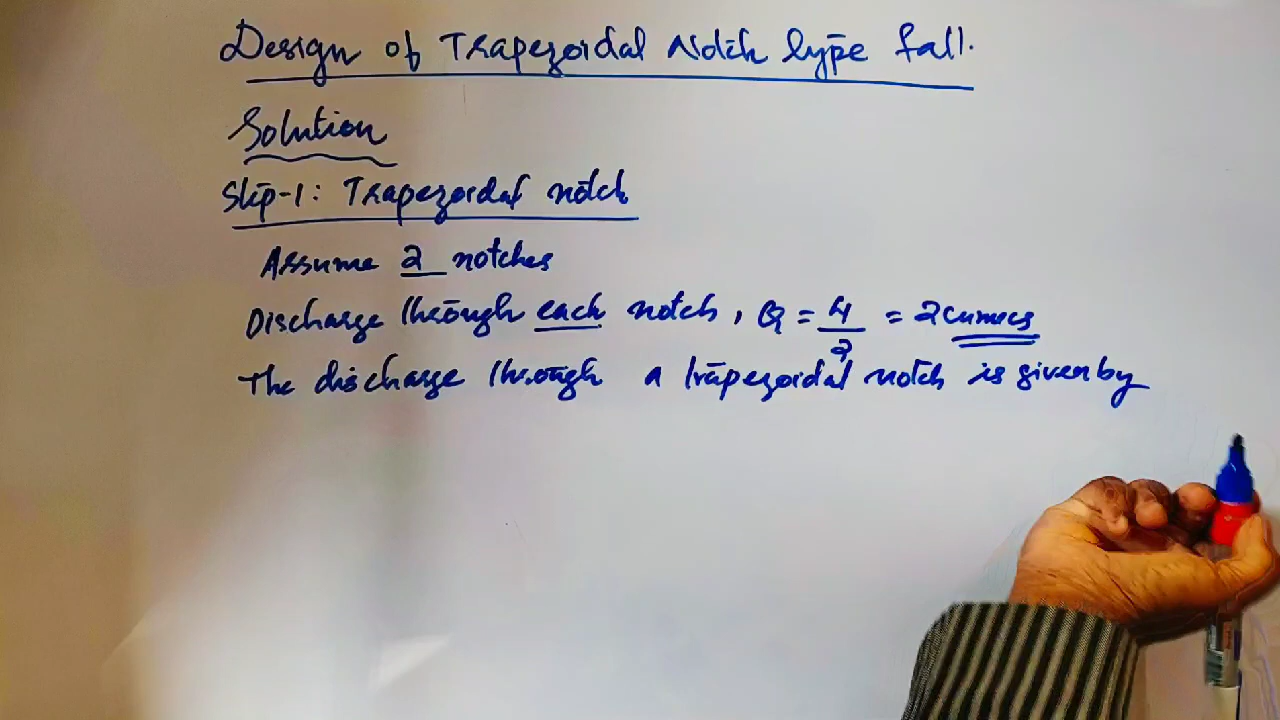 Design of Trapezoidal Notch type fall.
Solution
Step-1: Trapezoidal notch
Assume 2 notches
Discharge through each notch, Q = 4/2 = 2cumecs
The discharge through a trapezoidal notch is given by